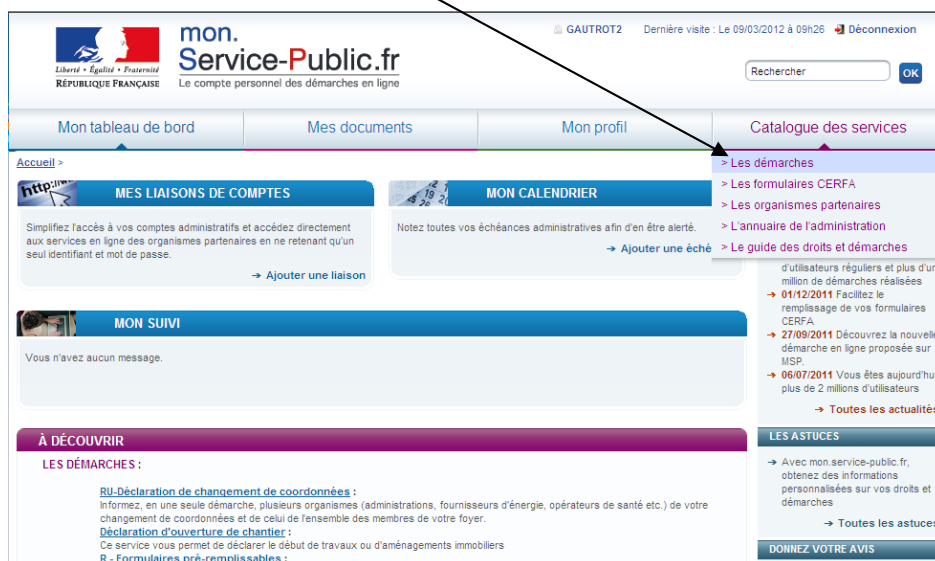 mon.
Service-Public.fr
Le compte personnel des démarches en ligne
Liberté • Égalité • Fraternité
RÉPUBLIQUE FRANÇAISE
GAUTROT2 Dernière visite : Le 09/03/2012 à 09h26 Déconnexion
Rechercher OK
Mon tableau de bord Mes documents Mon profil Catalogue des services
Accueil >
> Les démarches
> Les formulaires CERFA
> Les organismes partenaires
> L'annuaire de l'administration
> Le guide des droits et démarches
http://
MES LIAISONS DE COMPTES
Simplifiez l'accès à vos comptes administratifs et accédez directement
aux services en ligne des organismes partenaires en ne retenant qu'un
seul identifiant et mot de passe.
→ Ajouter une liaison
MON CALENDRIER
Notez toutes vos échéances administratives afin d'en être alerté.
→ Ajouter une éché
MON SUIVI
Vous n'avez aucun message.
d'utilisateurs réguliers et plus d'un
million de démarches réalisées
→ 01/12/2011 Facilitez le
remplissage de vos formulaires
CERFA
→ 27/09/2011 Découvrez la nouvelle
démarche en ligne proposée sur
MSP.
→ 06/07/2011 Vous êtes aujourd'hu
plus de 2 millions d'utilisateurs
→ Toutes les actualités
À DÉCOUVRIR
LES DÉMARCHES :
RU-Déclaration de changement de coordonnées :
Informez, en une seule démarche, plusieurs organismes (administrations, fournisseurs d'énergie, opérateurs de santé etc.) de votre
changement de coordonnées et de celui de l'ensemble des membres de votre foyer.
Déclaration d'ouverture de chantier :
Ce service vous permet de déclarer le début de travaux ou d'aménagements immobiliers
R - Formulaires pré-remplissables :
LES ASTUCES
→ Avec mon.service-public.fr,
obtenez des informations
personnalisées sur vos droits et
démarches
→ Toutes les astuces
DONNEZ VOTRE AVIS